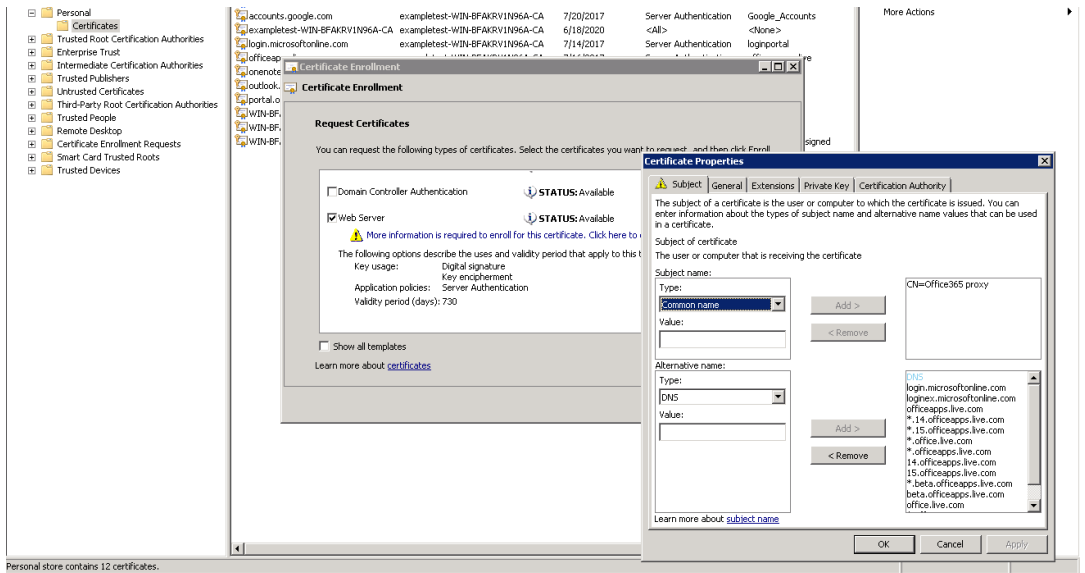 Personal
Certificates
Trusted Root Certification Authorities
Enterprise Trust
Intermediate Certification Authorities
Trusted Publishers
Untrusted Certificates
Third-Party Root Certification Authorities
Trusted People
Remote Desktop
Certificate Enrollment Requests
Smart Card Trusted Roots
Trusted Devices
accounts.google.com exampletest-WIN-BFAKRV1N96A-CA 7/20/2017 Server Authentication Google_Accounts
exampletest-WIN-BFAKRV1N96A-CA exampletest-WIN-BFAKRV1N96A-CA 6/18/2020 <All> <None>
login.microsoftonline.com exampletest-WIN-BFAKRV1N96A-CA 7/14/2017 Server Authentication loginportal
officeap
onenote
outlook.
portal.o
WIN-BF
WIN-BF
WIN-BF
signed
More Actions
Certificate Enrollment
Certificate Enrollment
Request Certificates
You can request the following types of certificates. Select the certificates you want to request, and then click Enroll.
Domain Controller Authentication STATUS: Available
Web Server STATUS: Available
More information is required to enroll for this certificate. Click here to
The following options describe the uses and validity period that apply to this t
Key usage: Digital signature
Key encipherment
Application policies: Server Authentication
Validity period (days): 730
Show all templates
Learn more about certificates
Certificate Properties
Subject General Extensions Private Key Certification Authority
The subject of a certificate is the user or computer to which the certificate is issued. You can
enter information about the types of subject name and alternative name values that can be used
in a certificate.
Subject of certificate
The user or computer that is receiving the certificate
Subject name:
Type:
Common name
Value:
Add >
< Remove
CN=Office365 proxy
Alternative name:
Type:
DNS
Value:
Add >
< Remove
DNS
login.microsoftonline.com
loginex.microsoftonline.com
officeapps.live.com
*.14.officeapps.live.com
*.15.officeapps.live.com
*.office.live.com
*.officeapps.live.com
14.officeapps.live.com
15.officeapps.live.com
*.beta.officeapps.live.com
beta.officeapps.live.com
office.live.com
Learn more about subject name
OK Cancel Apply
Personal store contains 12 certificates.